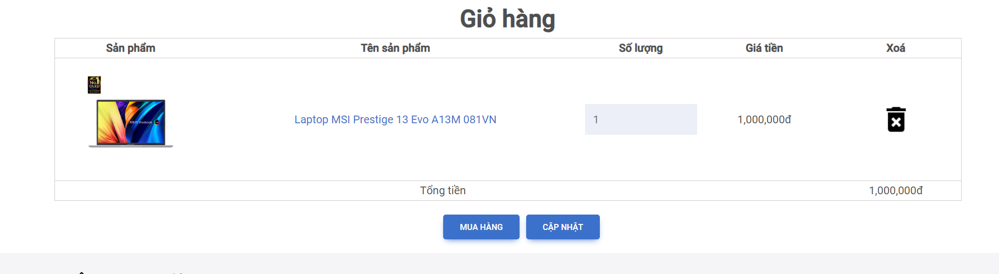 Giỏ hàng
Sản phẩm Tên sản phẩm Số lượng Giá tiền Xoá
No.1
OLED
ASUS Vivobook
Laptop MSI Prestige 13 Evo A13M 081VN 1 1,000,000đ
Tổng tiền 1,000,000đ
MUA HÀNG CẬP NHẬT